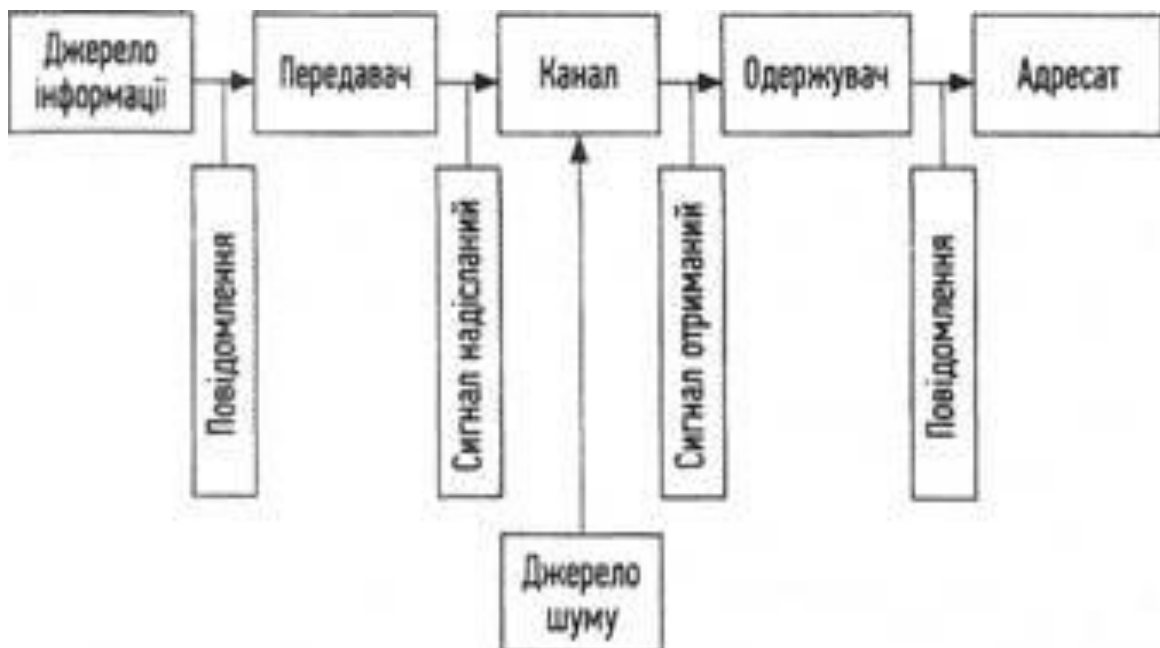 Джерело
інформації
Передавач
Канал
Одержувач
Адресат
Повідомлення
Сигнал надісланий
Сигнал отриманий
Повідомлення
Джерело
шуму